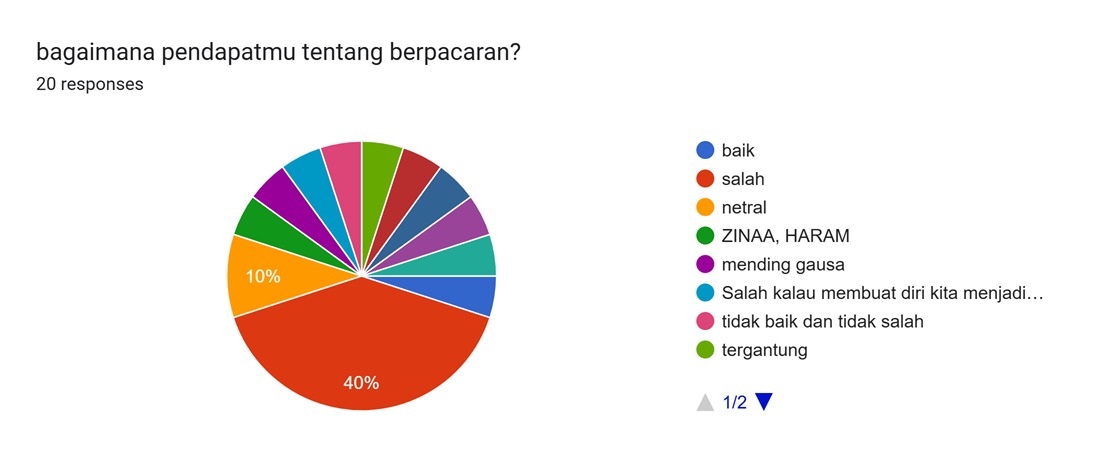 bagaimana pendapatmu tentang berpacaran?
20 responses
10%
40%
baik
salah
netral
ZINAA, HARAM
mending gausa
Salah kalau membuat diri kita menjadi…
tidak baik dan tidak salah
tergantung
1/2